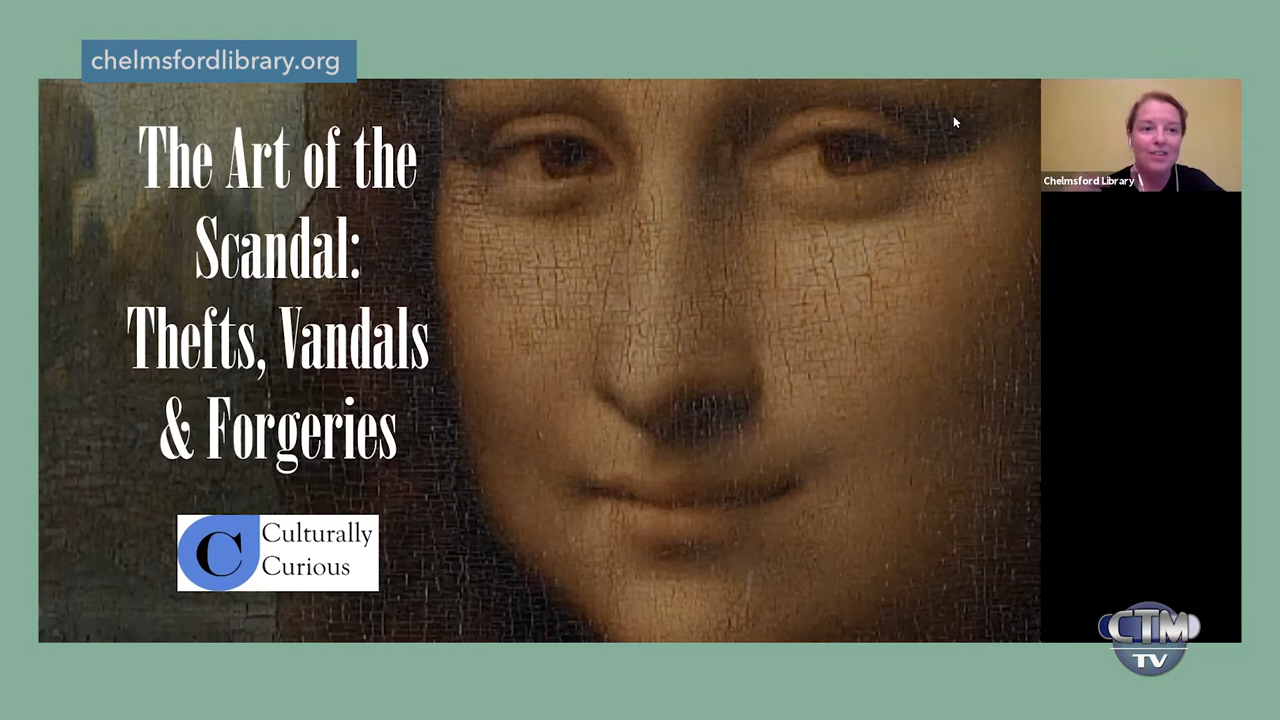 chelmsfordlibrary.org
The Art of the
Scandal:
Thefts, Vandals
& Forgeries
C Culturally
Curious
Chelmsford Library
CTM
TV